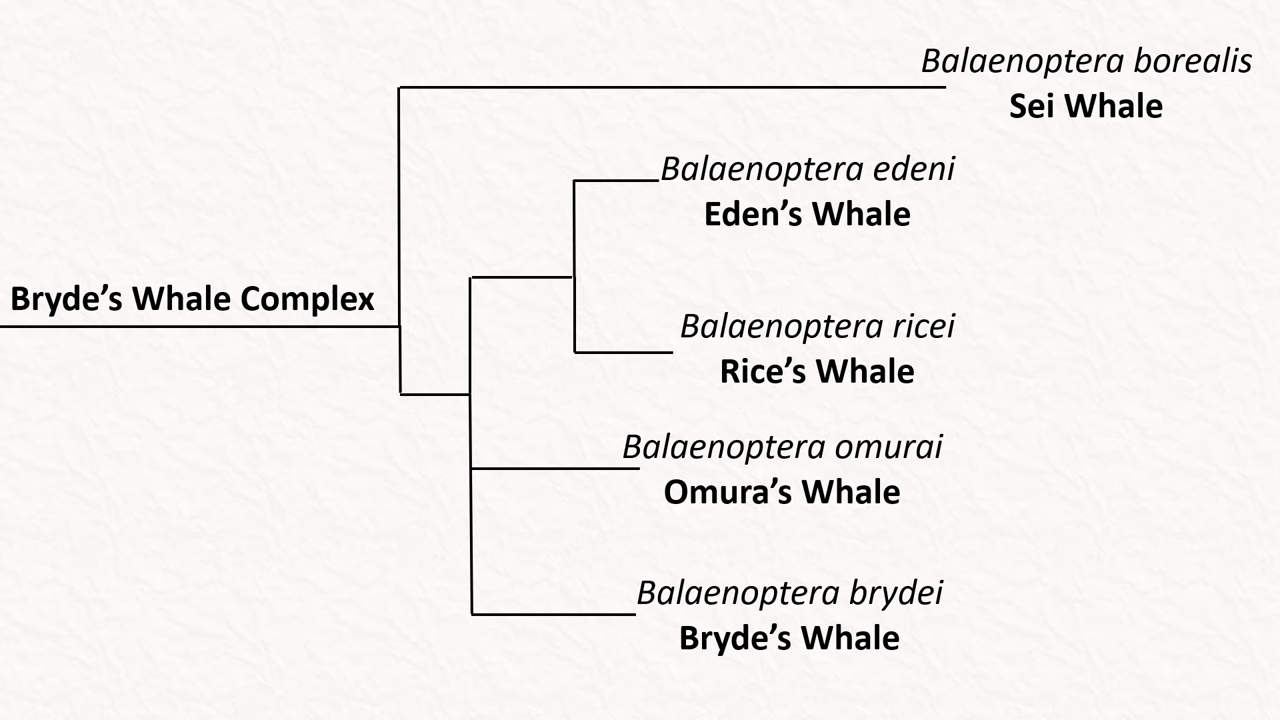 Balaenoptera borealis
Sei Whale
Balaenoptera edeni
Eden’s Whale
Bryde’s Whale Complex
Balaenoptera ricei
Rice’s Whale
Balaenoptera omurai
Omura’s Whale
Balaenoptera brydei
Bryde’s Whale